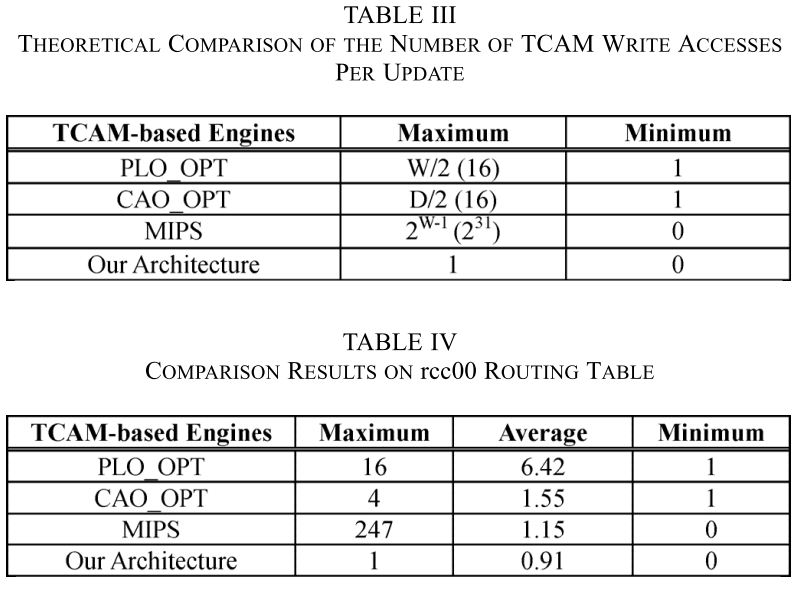 TABLE III
THEORETICAL COMPARISON OF THE NUMBER OF TCAM WRITE ACCESSES
PER UPDATE
TCAM-based Engines Maximum Minimum
PLO_OPT W/2 (16) 1
CAO_OPT D/2 (16) 1
MIPS 2^W-1 (2^31) 0
Our Architecture 1 0
TABLE IV
COMPARISON RESULTS ON rcc00 ROUTING TABLE
TCAM-based Engines Maximum Average Minimum
PLO_OPT 16 6.42 1
CAO_OPT 4 1.55 1
MIPS 247 1.15 0
Our Architecture 1 0.91 0